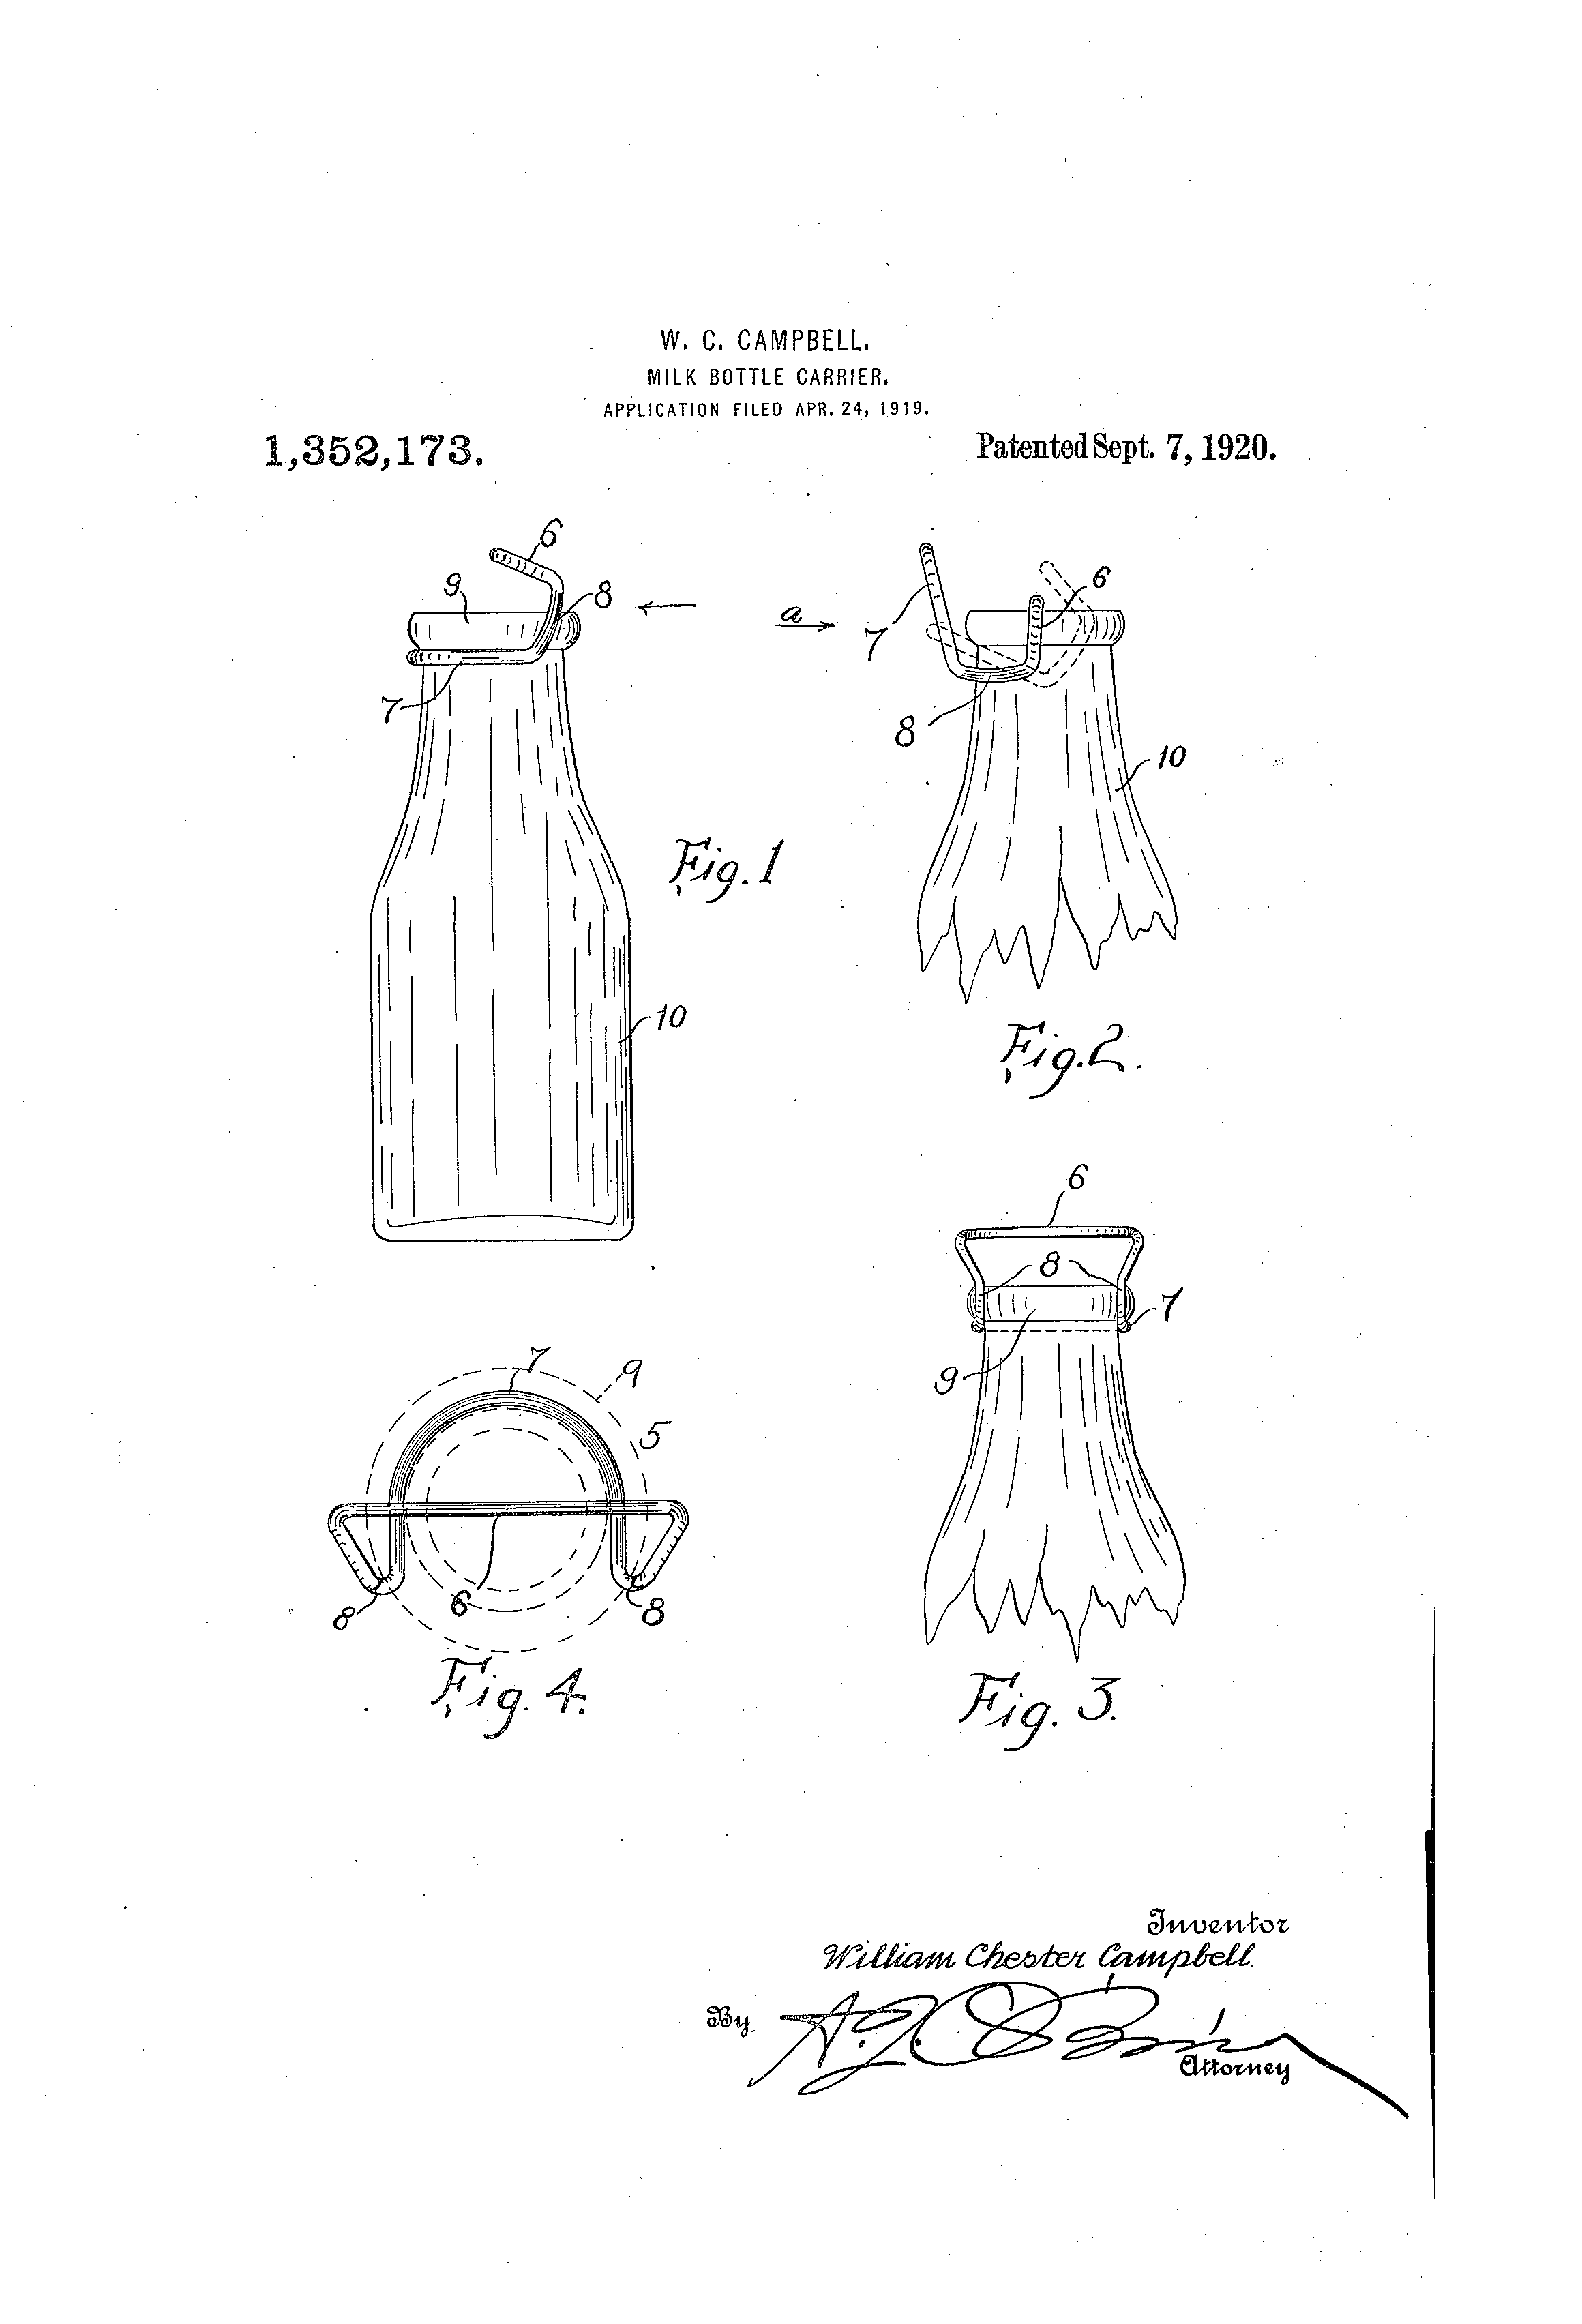 W. C. CAMPBELL.
MILK BOTTLE CARRIER.
APPLICATION FILED APR. 24, 1919.
1,352,173. Patented Sept. 7, 1920.
6
9
8
7
10
Fig. 1
a
7
6
8
10
Fig. 2.
6
8
7
9
Fig. 3.
7
9
5
8
6
8
Fig. 4.
Inventor
William Chester Campbell.
By
Attorney